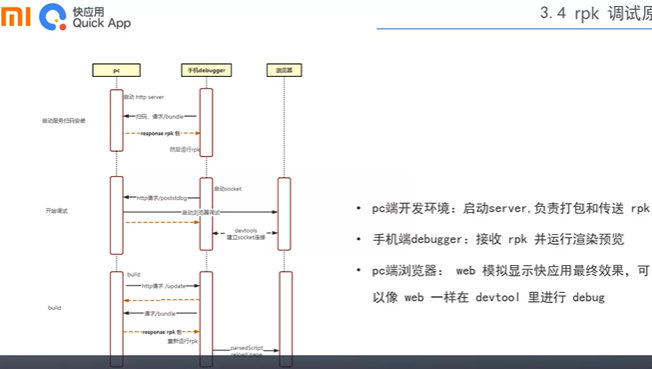 MI
快应用
Quick App
3.4 rpk 调试原
pc
手机debugger
浏览器
启动 http server
启动服务扫码安装
扫码、请求/bundle
response rpk 包
然后运行rpk
启动socket
http请求/poststdbg
开始调试
启动浏览器调试
devtools
建立socket连接
build
http请求 /update
build
请求/bundle
response rpk 包
重新运行rpk
parsedScript
reload page
• pc端开发环境：启动server,负责打包和传送 rpk
• 手机端debugger：接收 rpk 并运行渲染预览
• pc端浏览器： web 模拟显示快应用最终效果，可
以像 web 一样在 devtool 里进行 debug